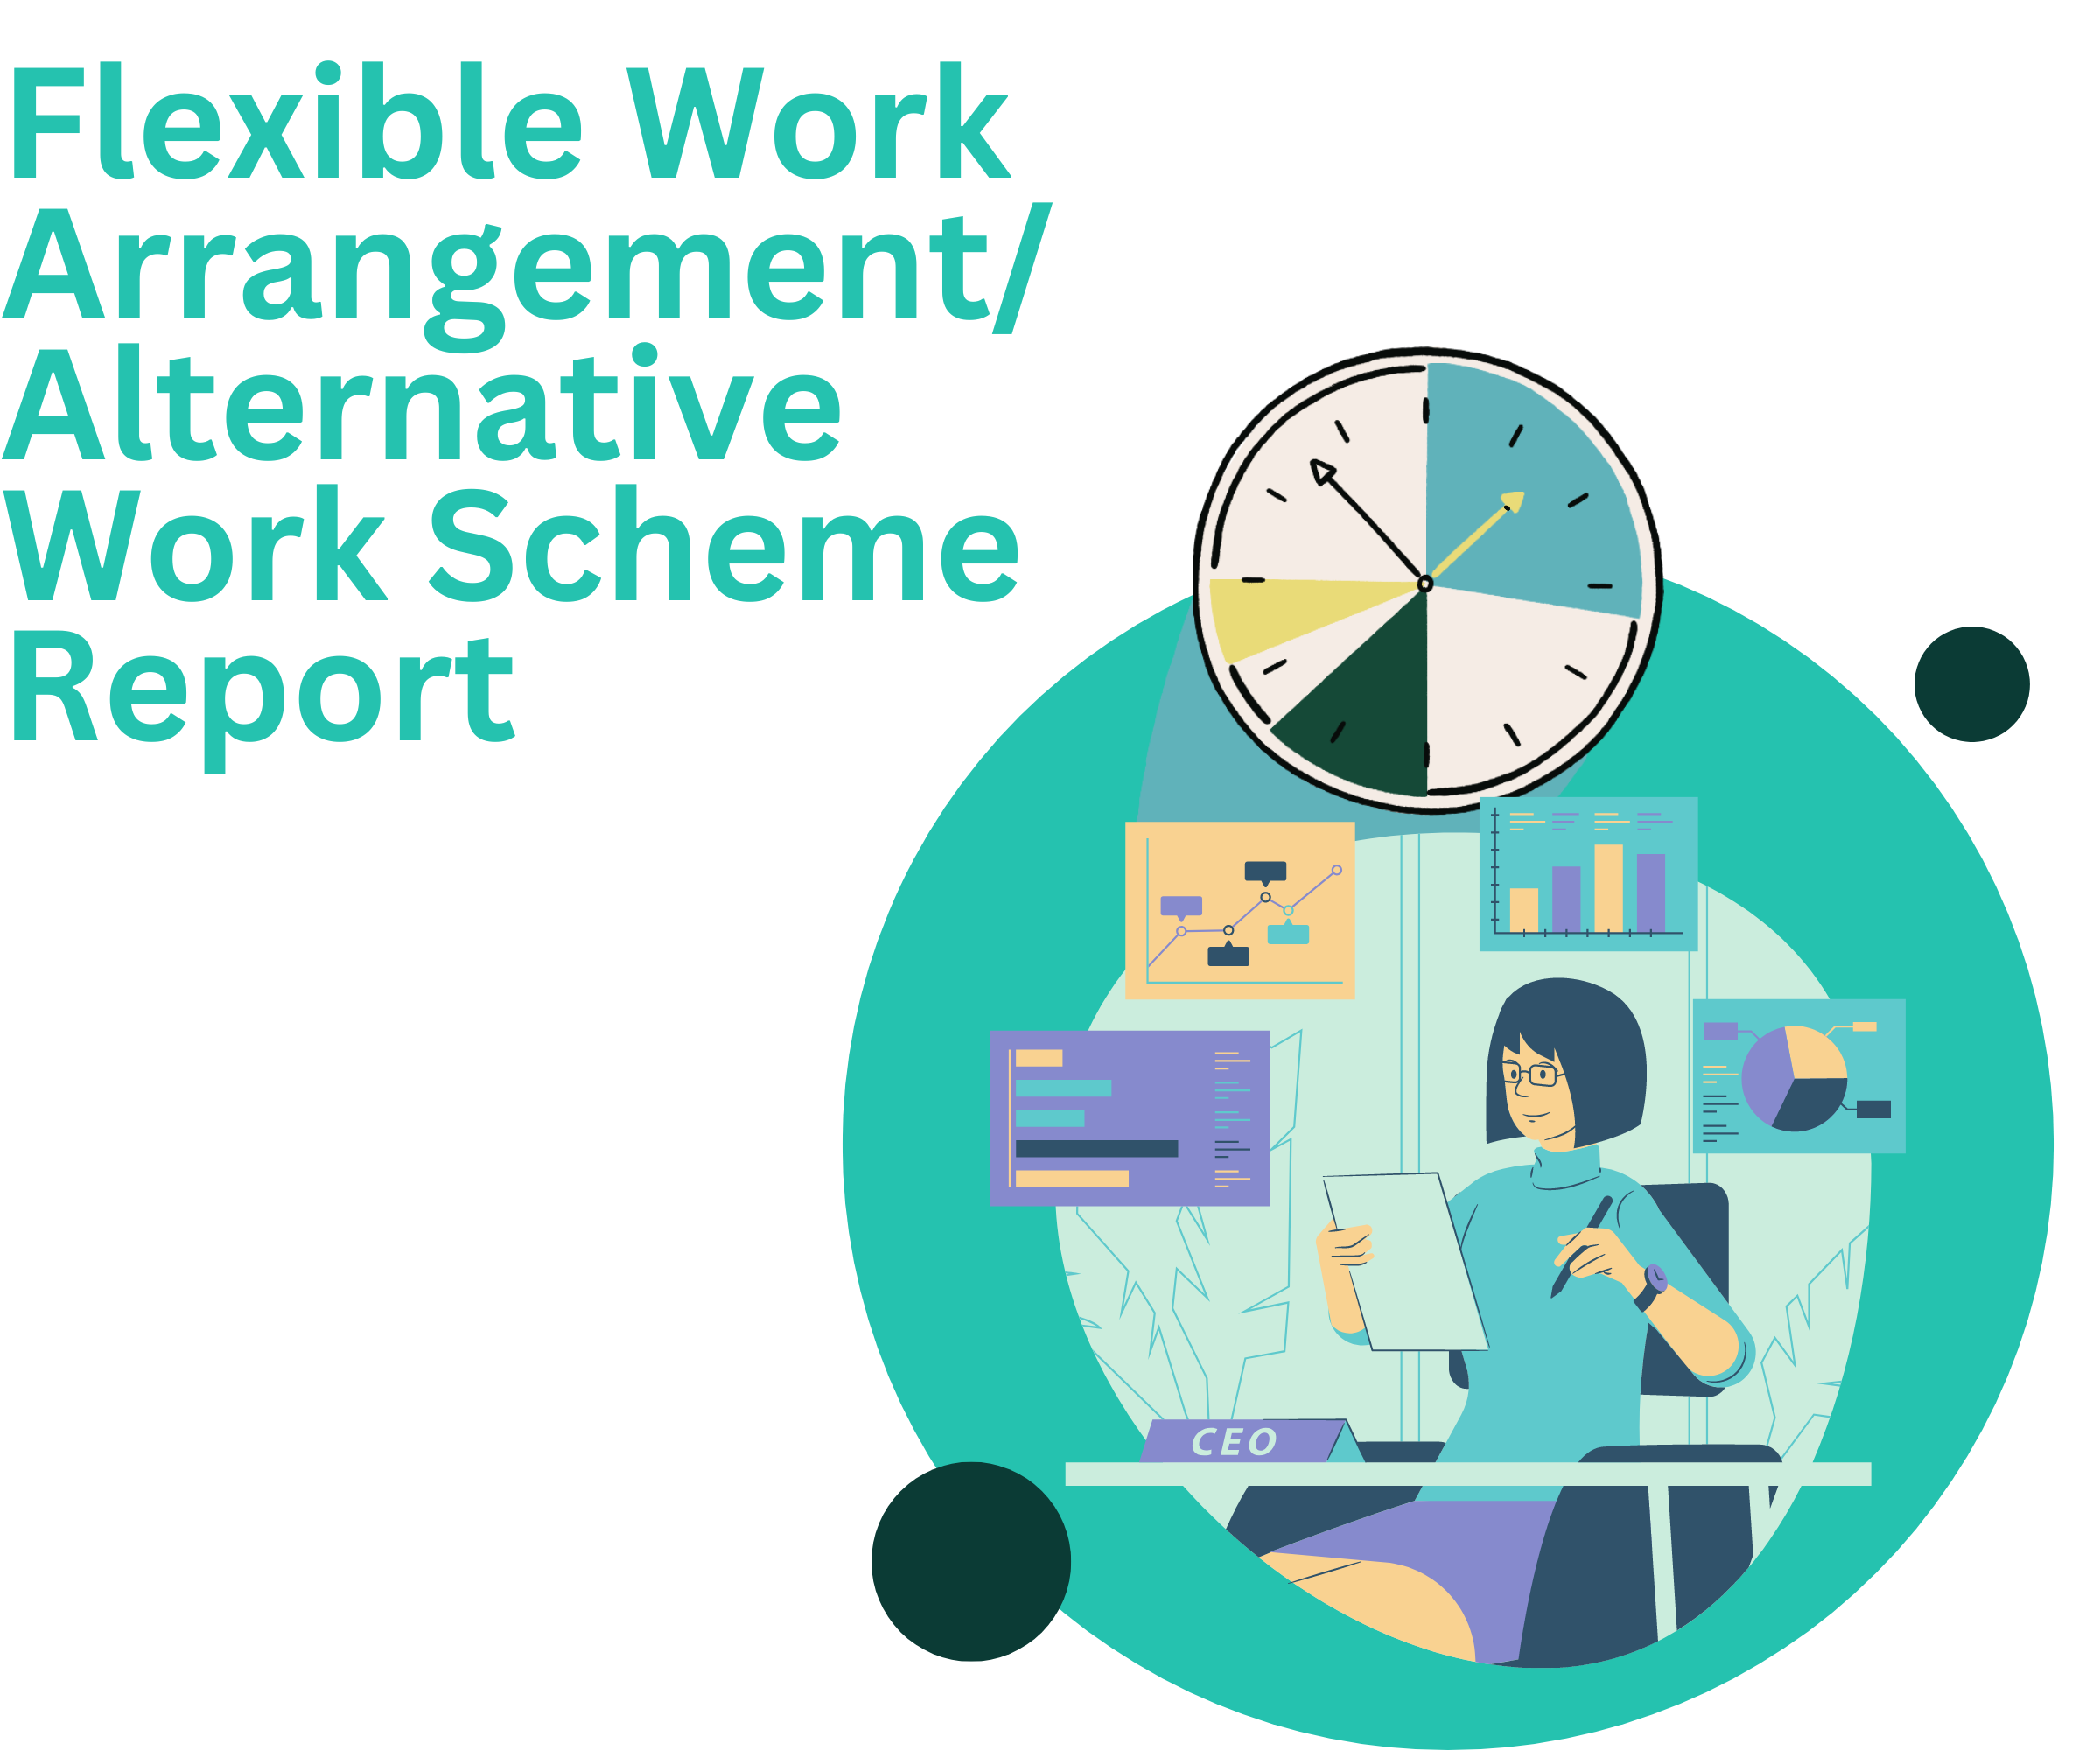 Flexible Work
Arrangement/
Alternative
Work Scheme
Report
CEO